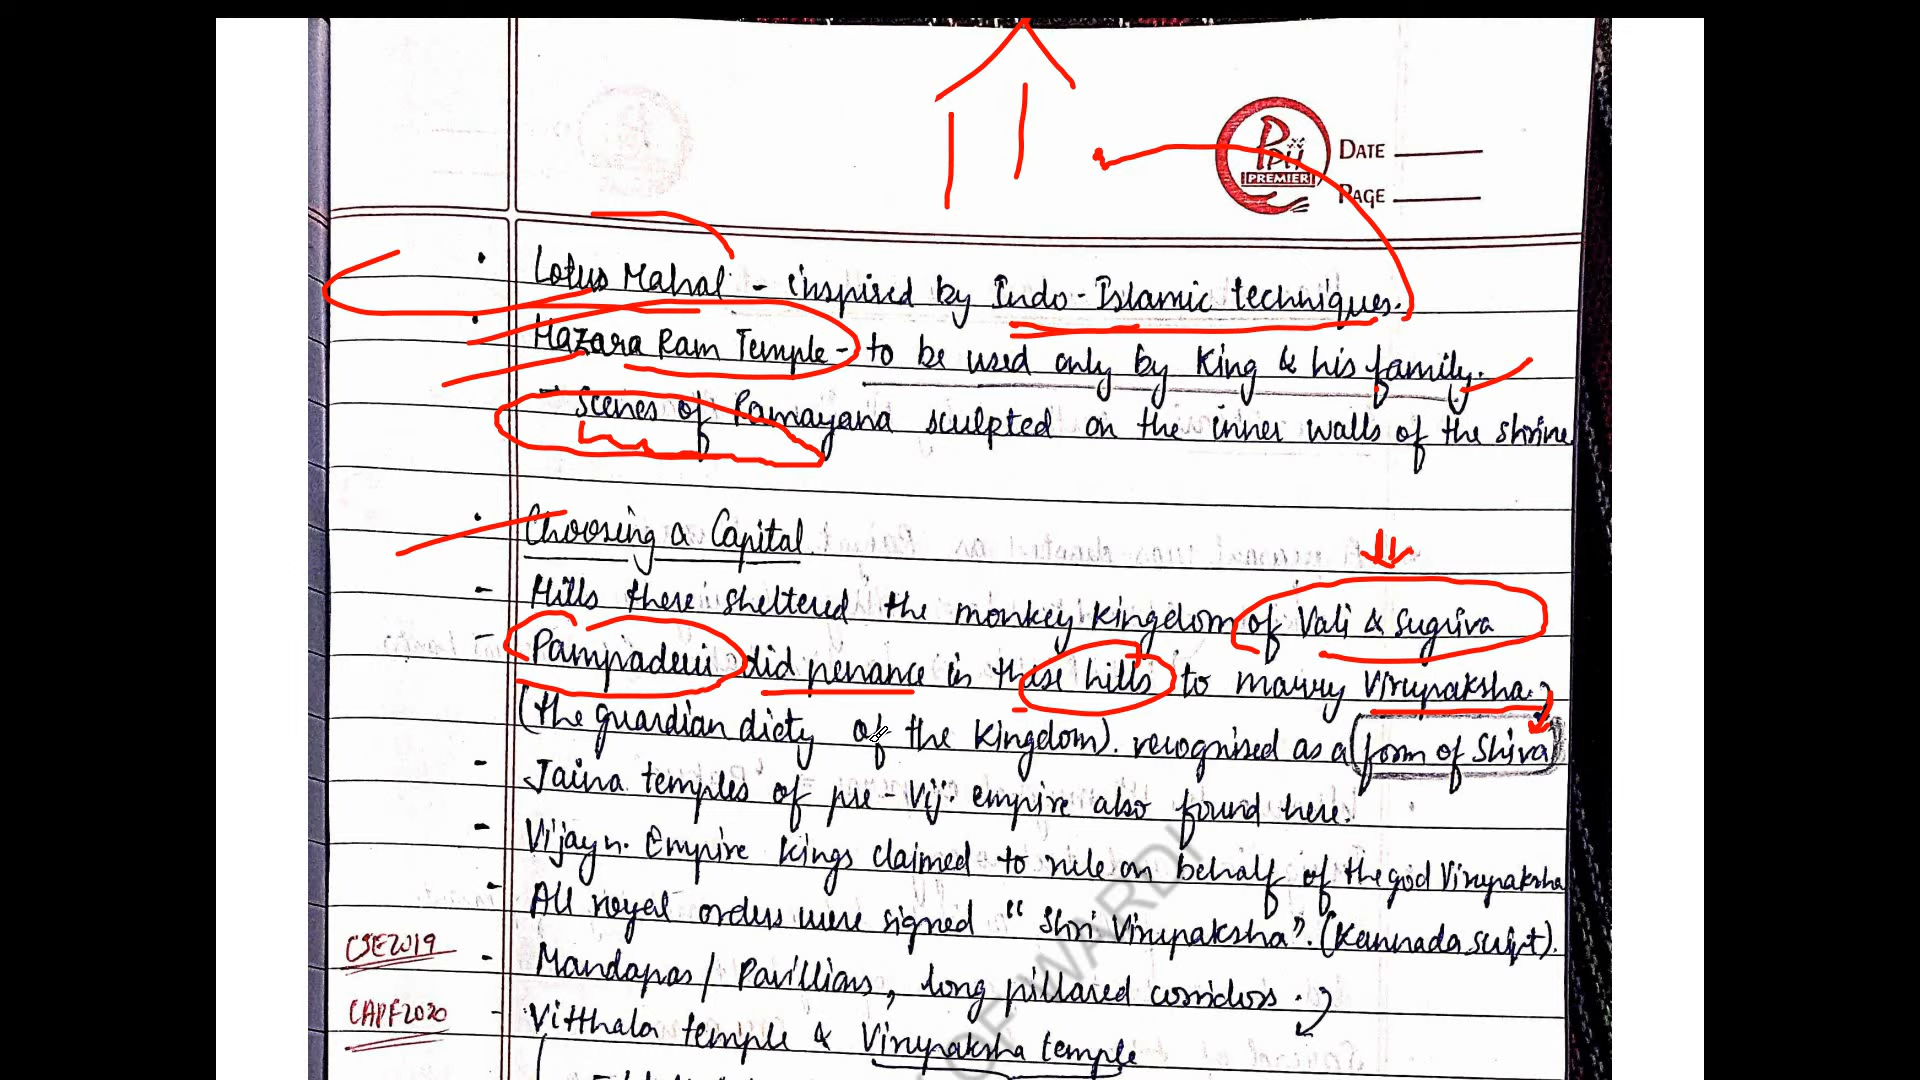 PPH
PREMIER
DATE
PAGE
• Lotus Mahal - inspired by Indo-Islamic techniques.
• Hazara Ram Temple - to be used only by King & his family.
→ Scenes of Ramayana sculpted on the inner walls of the shrine
• Choosing a Capital
- Hills there sheltered the monkey kingdom of Vali & Sugriva
- Pampadevi did penance in these hills to marry Virupaksha.
(the guardian diety of the kingdom). recognised as a form of Shiva
- Jaina temples of pre-Vij. empire also found here.
- Vijayn. Empire kings claimed to rule on behalf of the god Virupaksha
- All royal orders were signed "Shri Virupaksha". (Kannada script).
CSE2019
- Mandapas / Pavillions, long pillared corridors.
CAPF2020
- Vitthala temple & Virupaksha temple
OF WARDI